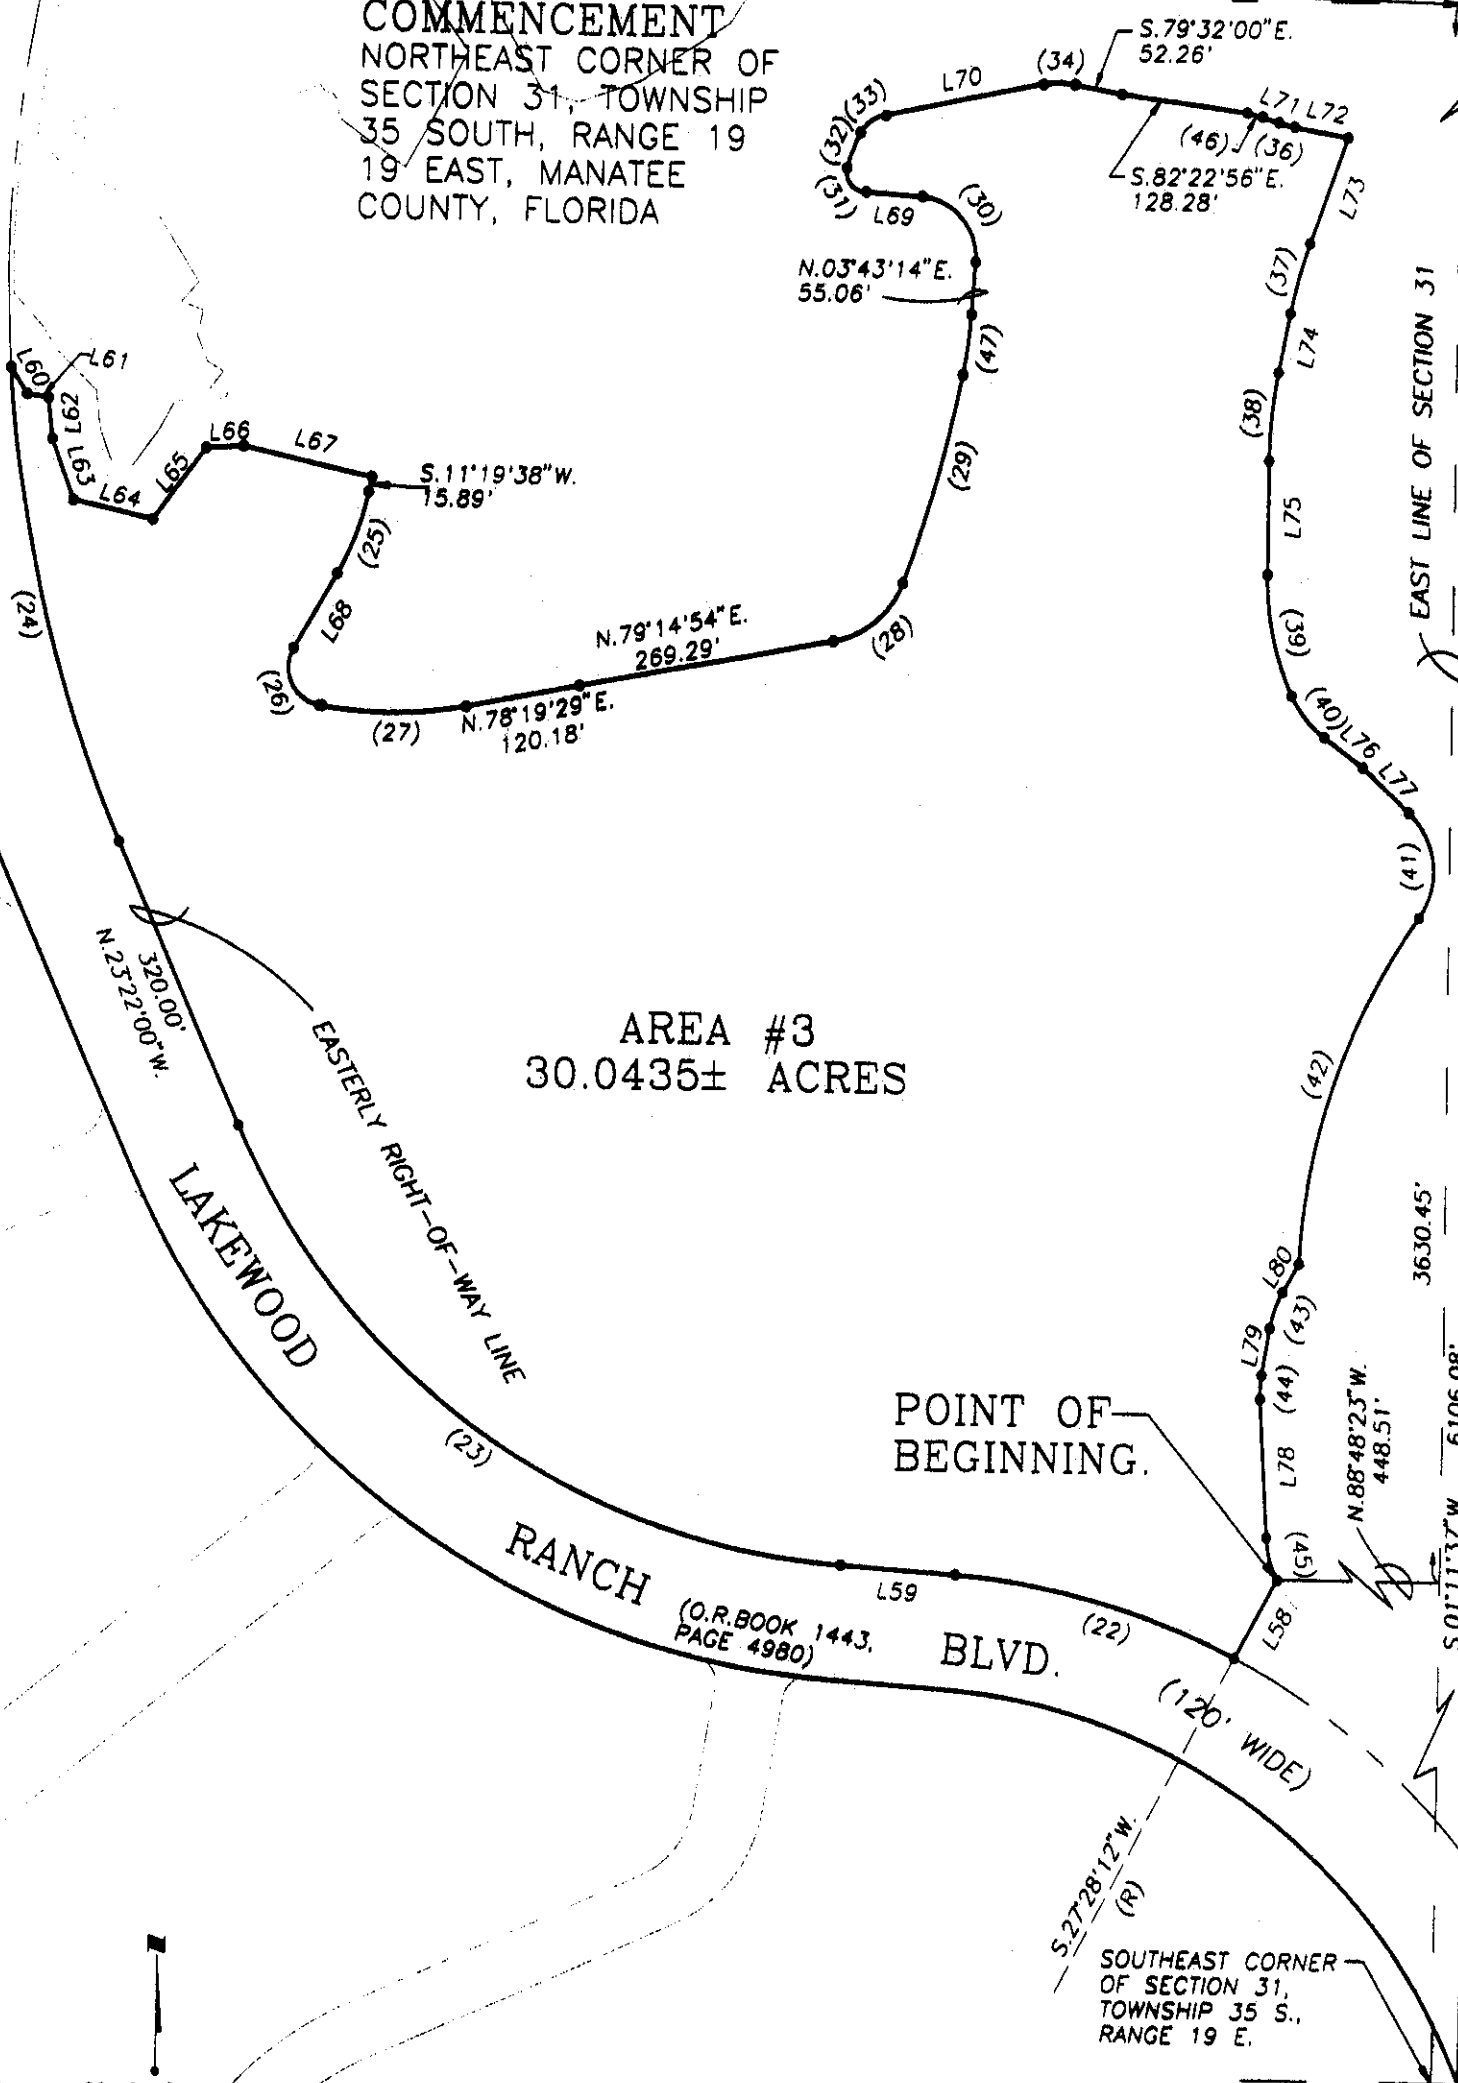 COMMENCEMENT
NORTHEAST CORNER OF
SECTION 31, TOWNSHIP
35 SOUTH, RANGE 19
19 EAST, MANATEE
COUNTY, FLORIDA
S.79°32'00"E.
52.26'
(34)
L70
(33)
(32)
(31)
L69
(30)
L71
L72
(46)
(36)
S.82°22'56"E.
128.28'
L73
N.03°43'14"E.
55.06'
(37)
(47)
L74
EAST LINE OF SECTION 31
L60
L61
L62
L63
L64
L65
L66
L67
S.11°19'38"W.
15.89'
(38)
(29)
(25)
L75
(24)
L68
N.79°14'54"E.
269.29'
(28)
(39)
(26)
(27)
N.78°19'29"E.
120.18'
(40)
L76
L77
(41)
320.00'
N.23°22'00"W.
AREA #3
30.0435± ACRES
EASTERLY RIGHT-OF-WAY LINE
(42)
3630.45'
LAKEWOOD
L80
(43)
L79
(44)
POINT OF
BEGINNING.
L78
N.88°48'23"W.
448.51'
6106.08'
S.01°11'37"W
(23)
(45)
RANCH
L59
(O.R.BOOK 1443,
PAGE 4980)
(22)
L58
BLVD.
(120' WIDE)
S.27°28'12"W.
(R)
SOUTHEAST CORNER
OF SECTION 31,
TOWNSHIP 35 S.,
RANGE 19 E.